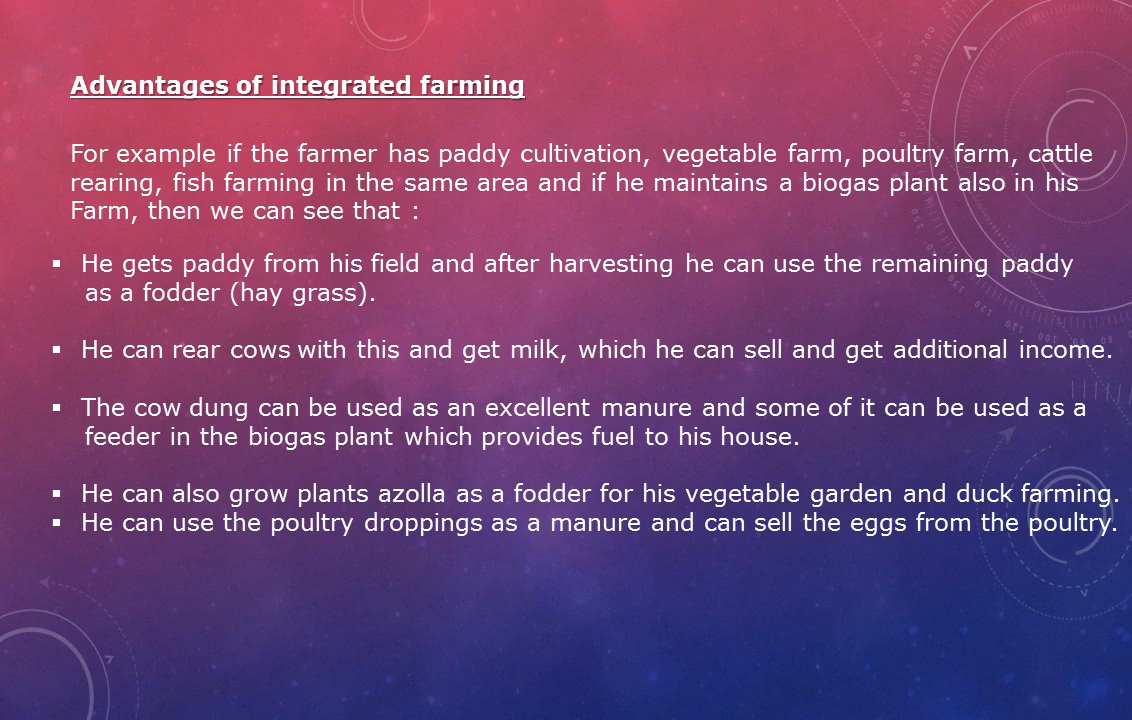 Advantages of integrated farming
For example if the farmer has paddy cultivation, vegetable farm, poultry farm, cattle
rearing, fish farming in the same area and if he maintains a biogas plant also in his
Farm, then we can see that :
▪ He gets paddy from his field and after harvesting he can use the remaining paddy
as a fodder (hay grass).
▪ He can rear cows with this and get milk, which he can sell and get additional income.
▪ The cow dung can be used as an excellent manure and some of it can be used as a
feeder in the biogas plant which provides fuel to his house.
▪ He can also grow plants azolla as a fodder for his vegetable garden and duck farming.
▪ He can use the poultry droppings as a manure and can sell the eggs from the poultry.